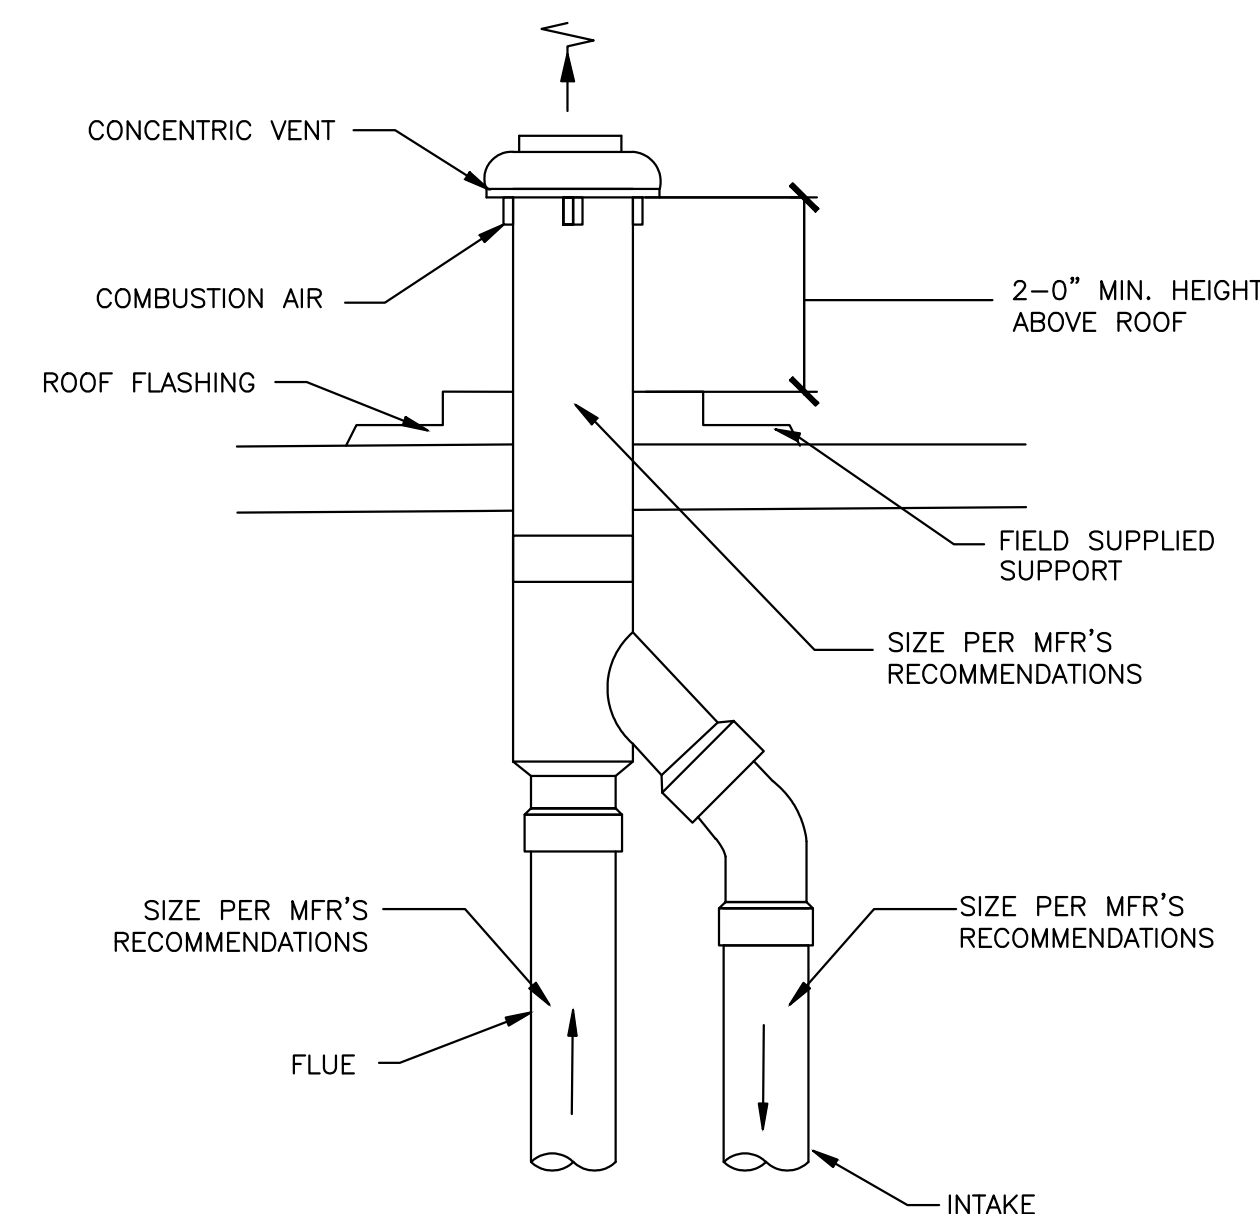 CONCENTRIC VENT
COMBUSTION AIR
2-0" MIN. HEIGHT
ABOVE ROOF
ROOF FLASHING
FIELD SUPPLIED
SUPPORT
SIZE PER MFR'S
RECOMMENDATIONS
SIZE PER MFR'S
RECOMMENDATIONS
SIZE PER MFR'S
RECOMMENDATIONS
FLUE
INTAKE